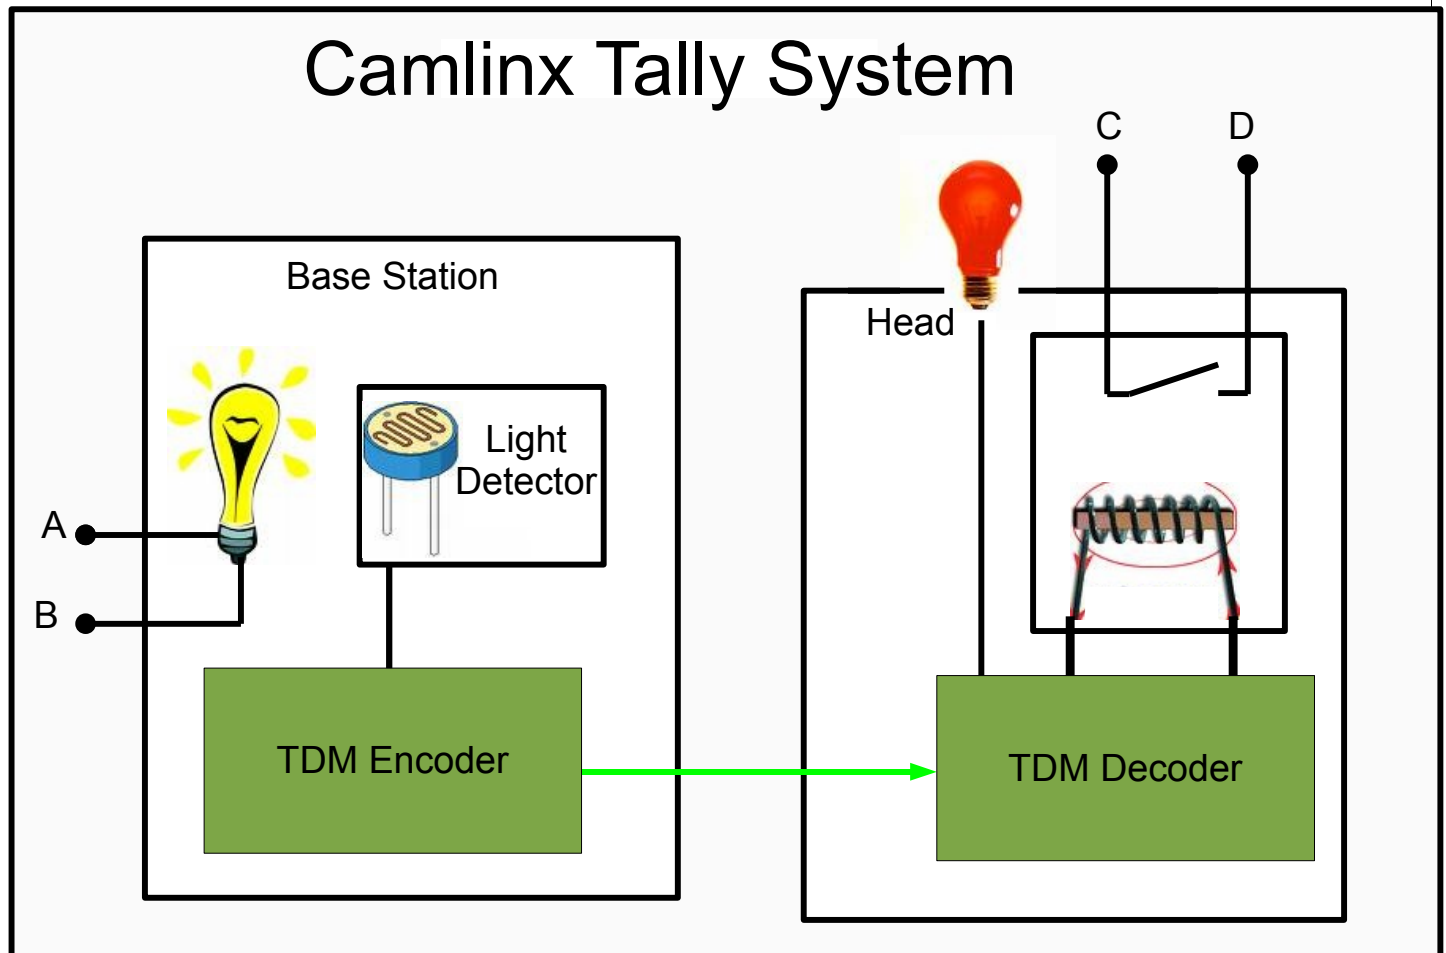 Camlinx Tally System
C
D
Base Station
Head
Light
Detector
A
B
TDM Encoder
TDM Decoder